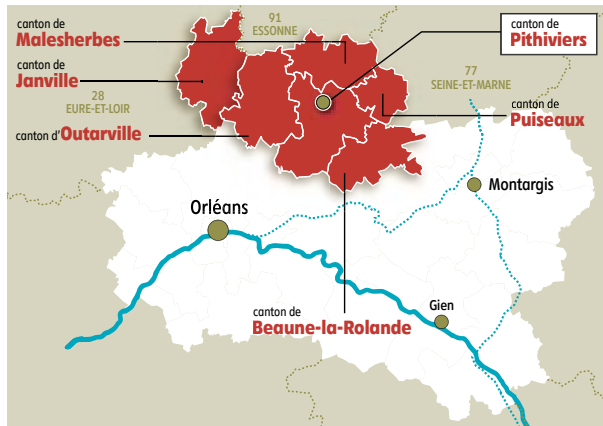 canton de
Malesherbes
canton de
Janville
28
EURE-ET-LOIR
canton d'Outarville
91
ESSONNE
canton de
Pithiviers
77
SEINE-ET-MARNE
canton de
Puiseaux
Montargis
Orléans
canton de
Beaune-la-Rolande
Gien